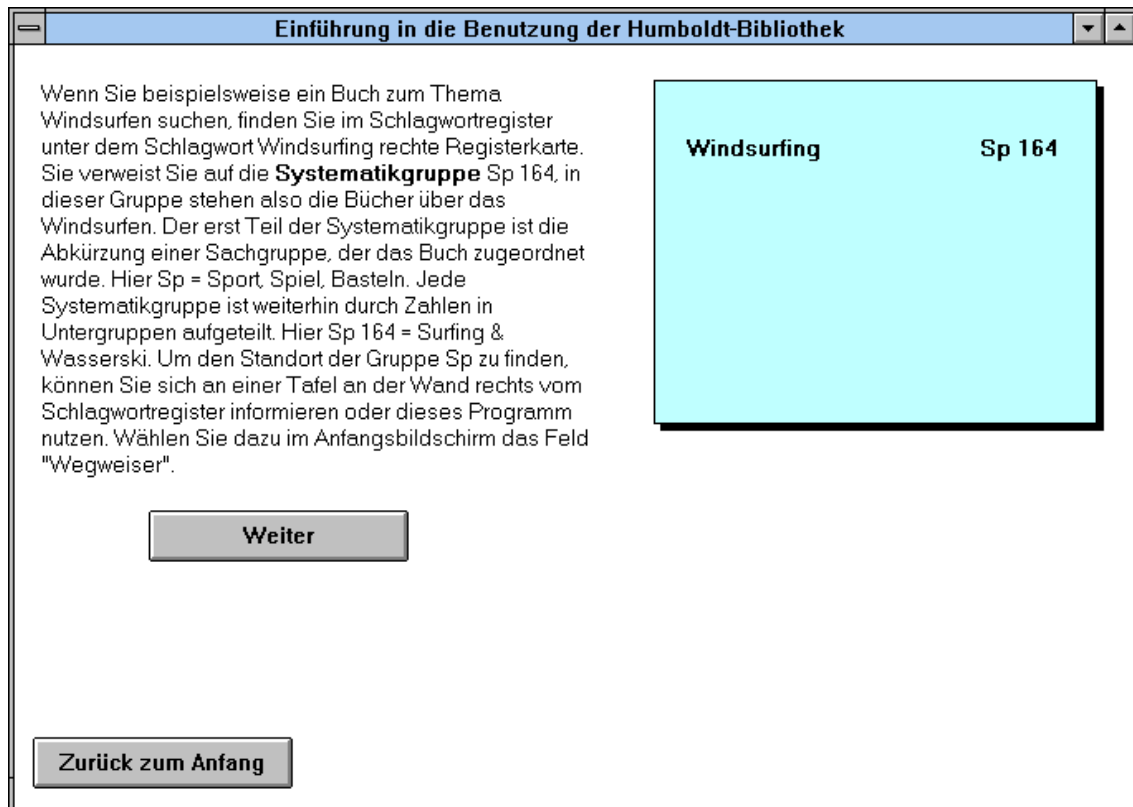 Einführung in die Benutzung der Humboldt-Bibliothek
Wenn Sie beispielsweise ein Buch zum Thema
Windsurfen suchen, finden Sie im Schlagwortregister
unter dem Schlagwort Windsurfing rechte Registerkarte.
Sie verweist Sie auf die Systematikgruppe Sp 164, in
dieser Gruppe stehen also die Bücher über das
Windsurfen. Der erst Teil der Systematikgruppe ist die
Abkürzung einer Sachgruppe, der das Buch zugeordnet
wurde. Hier Sp = Sport, Spiel, Basteln. Jede
Systematikgruppe ist weiterhin durch Zahlen in
Untergruppen aufgeteilt. Hier Sp 164 = Surfing &
Wasserski. Um den Standort der Gruppe Sp zu finden,
können Sie sich an einer Tafel an der Wand rechts vom
Schlagwortregister informieren oder dieses Programm
nutzen. Wählen Sie dazu im Anfangsbildschirm das Feld
"Wegweiser".
Windsurfing Sp 164
Weiter
Zurück zum Anfang